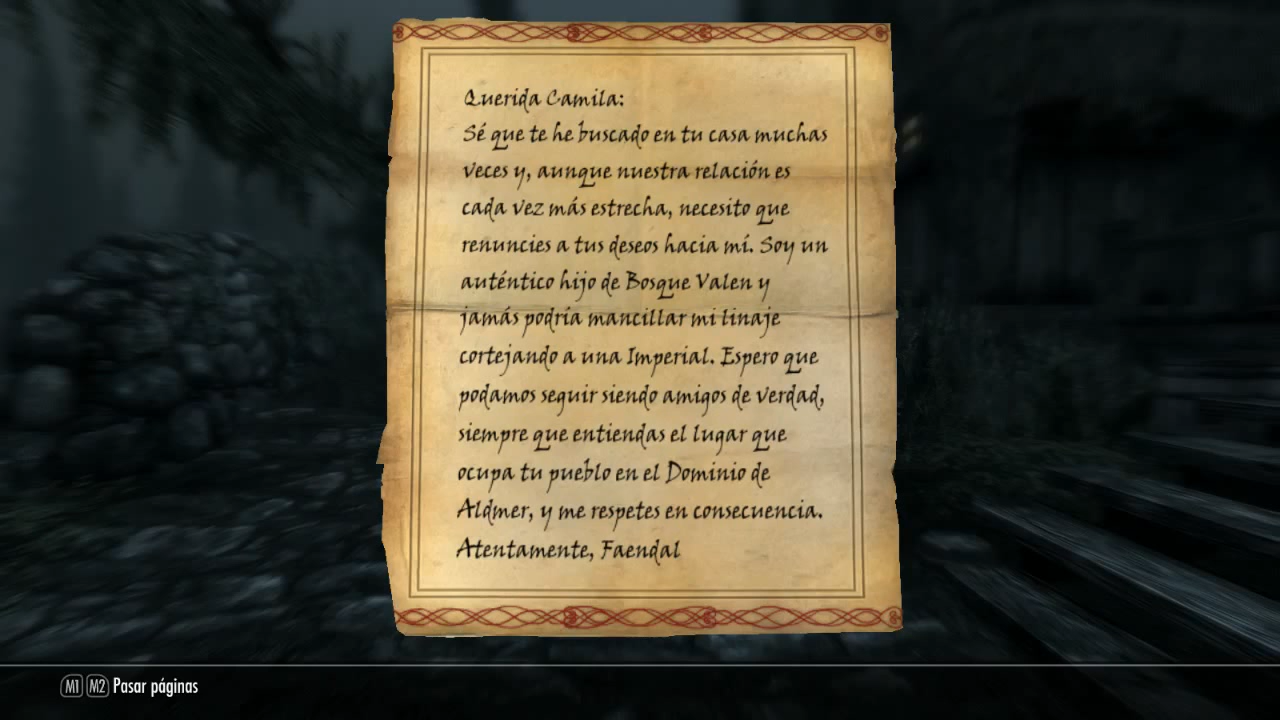 Querida Camila:
Sé que te he buscado en tu casa muchas
veces y, aunque nuestra relación es
cada vez más estrecha, necesito que
renuncies a tus deseos hacia mí. Soy un
auténtico hijo de Bosque Valen y
jamás podría mancillar mi linaje
cortejando a una Imperial. Espero que
podamos seguir siendo amigos de verdad,
siempre que entiendas el lugar que
ocupa tu pueblo en el Dominio de
Aldmer, y me respetes en consecuencia.
Atentamente, Faendal
M1 M2 Pasar páginas